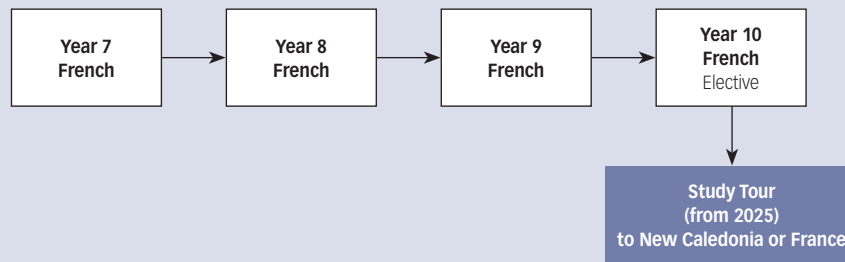 Year 7
French
Year 8
French
Year 9
French
Year 10
French
Elective
Study Tour
(from 2025)
to New Caledonia or France